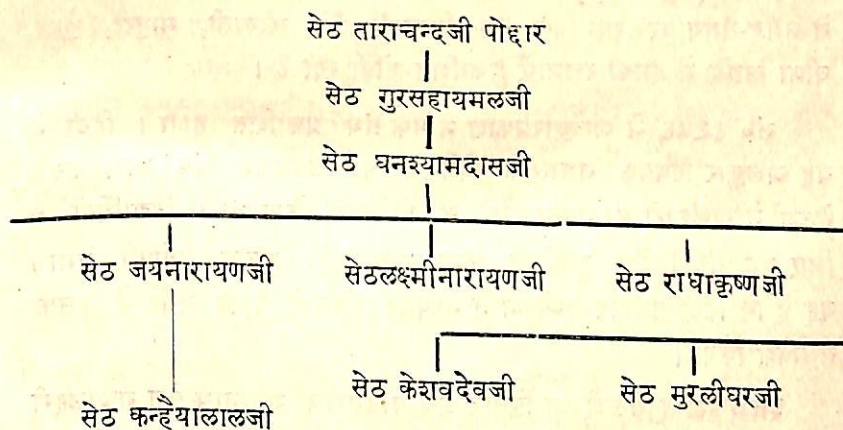 सेठ ताराचन्दजी पोद्दार
सेठ गुरसहायमलजी
सेठ घनश्यामदासजी
सेठ जयनारायणजी सेठलक्ष्मीनारायणजी सेठ राधाकृष्णजी
सेठ केशवदेवजी सेठ मुरलीधरजी
सेठ कन्हैयालालजी